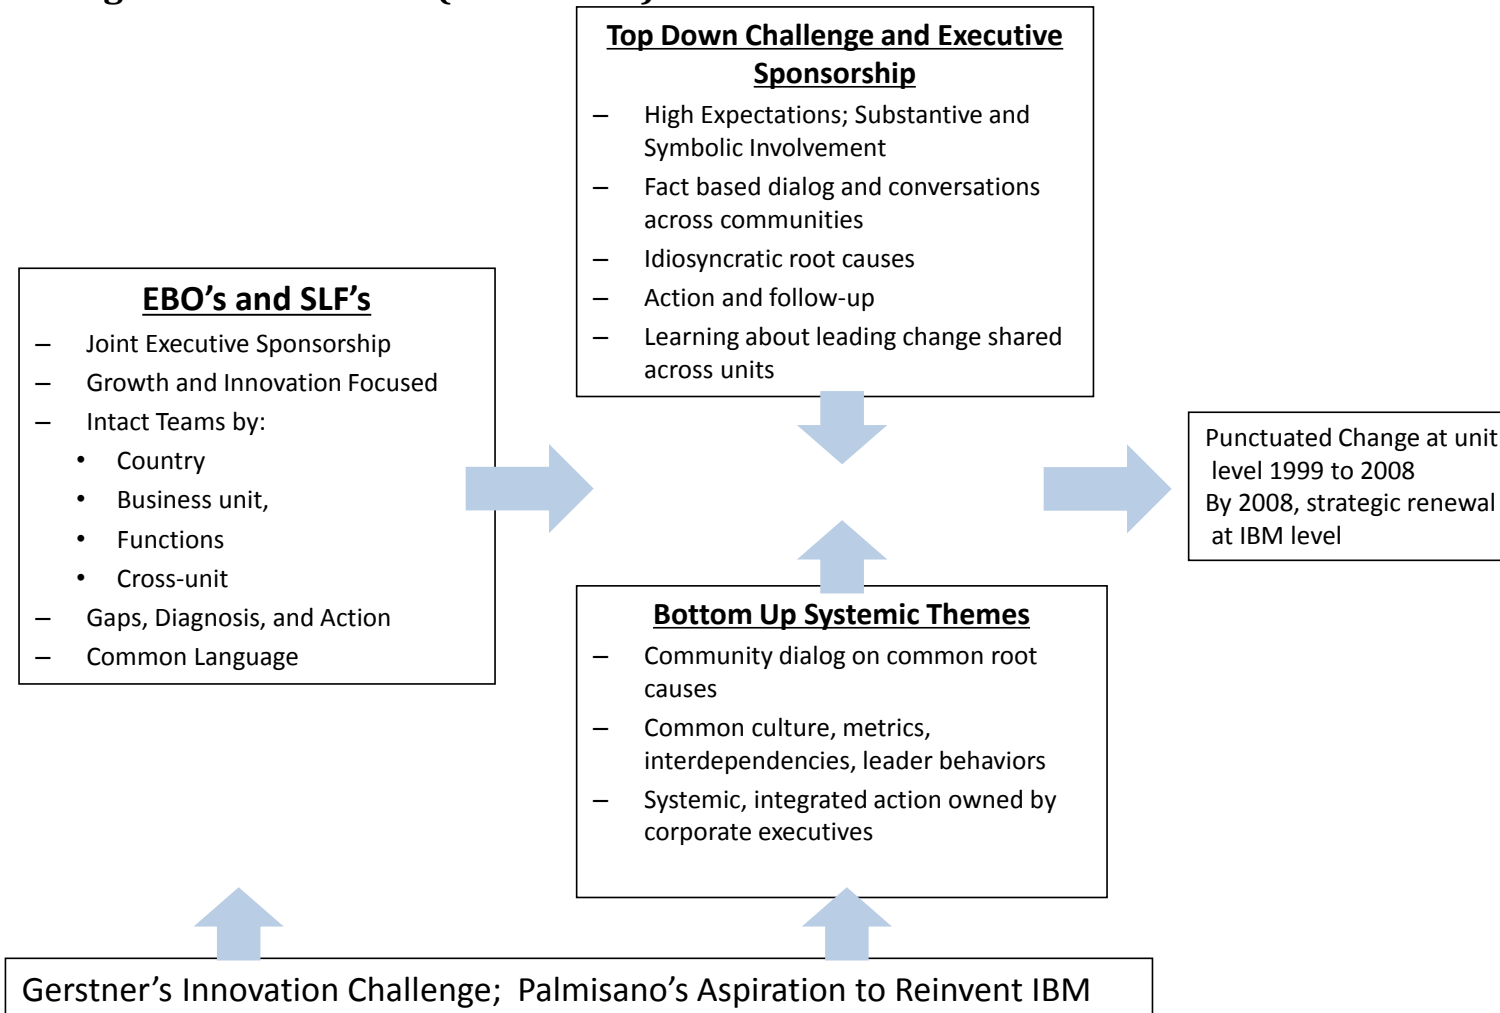 Top Down Challenge and Executive
Sponsorship
– High Expectations; Substantive and
Symbolic Involvement
– Fact based dialog and conversations
across communities
– Idiosyncratic root causes
– Action and follow-up
– Learning about leading change shared
across units
EBO’s and SLF’s
– Joint Executive Sponsorship
– Growth and Innovation Focused
– Intact Teams by:
• Country
• Business unit,
• Functions
• Cross-unit
– Gaps, Diagnosis, and Action
– Common Language
Punctuated Change at unit
level 1999 to 2008
By 2008, strategic renewal
at IBM level
Bottom Up Systemic Themes
– Community dialog on common root
causes
– Common culture, metrics,
interdependencies, leader behaviors
– Systemic, integrated action owned by
corporate executives
Gerstner’s Innovation Challenge; Palmisano’s Aspiration to Reinvent IBM